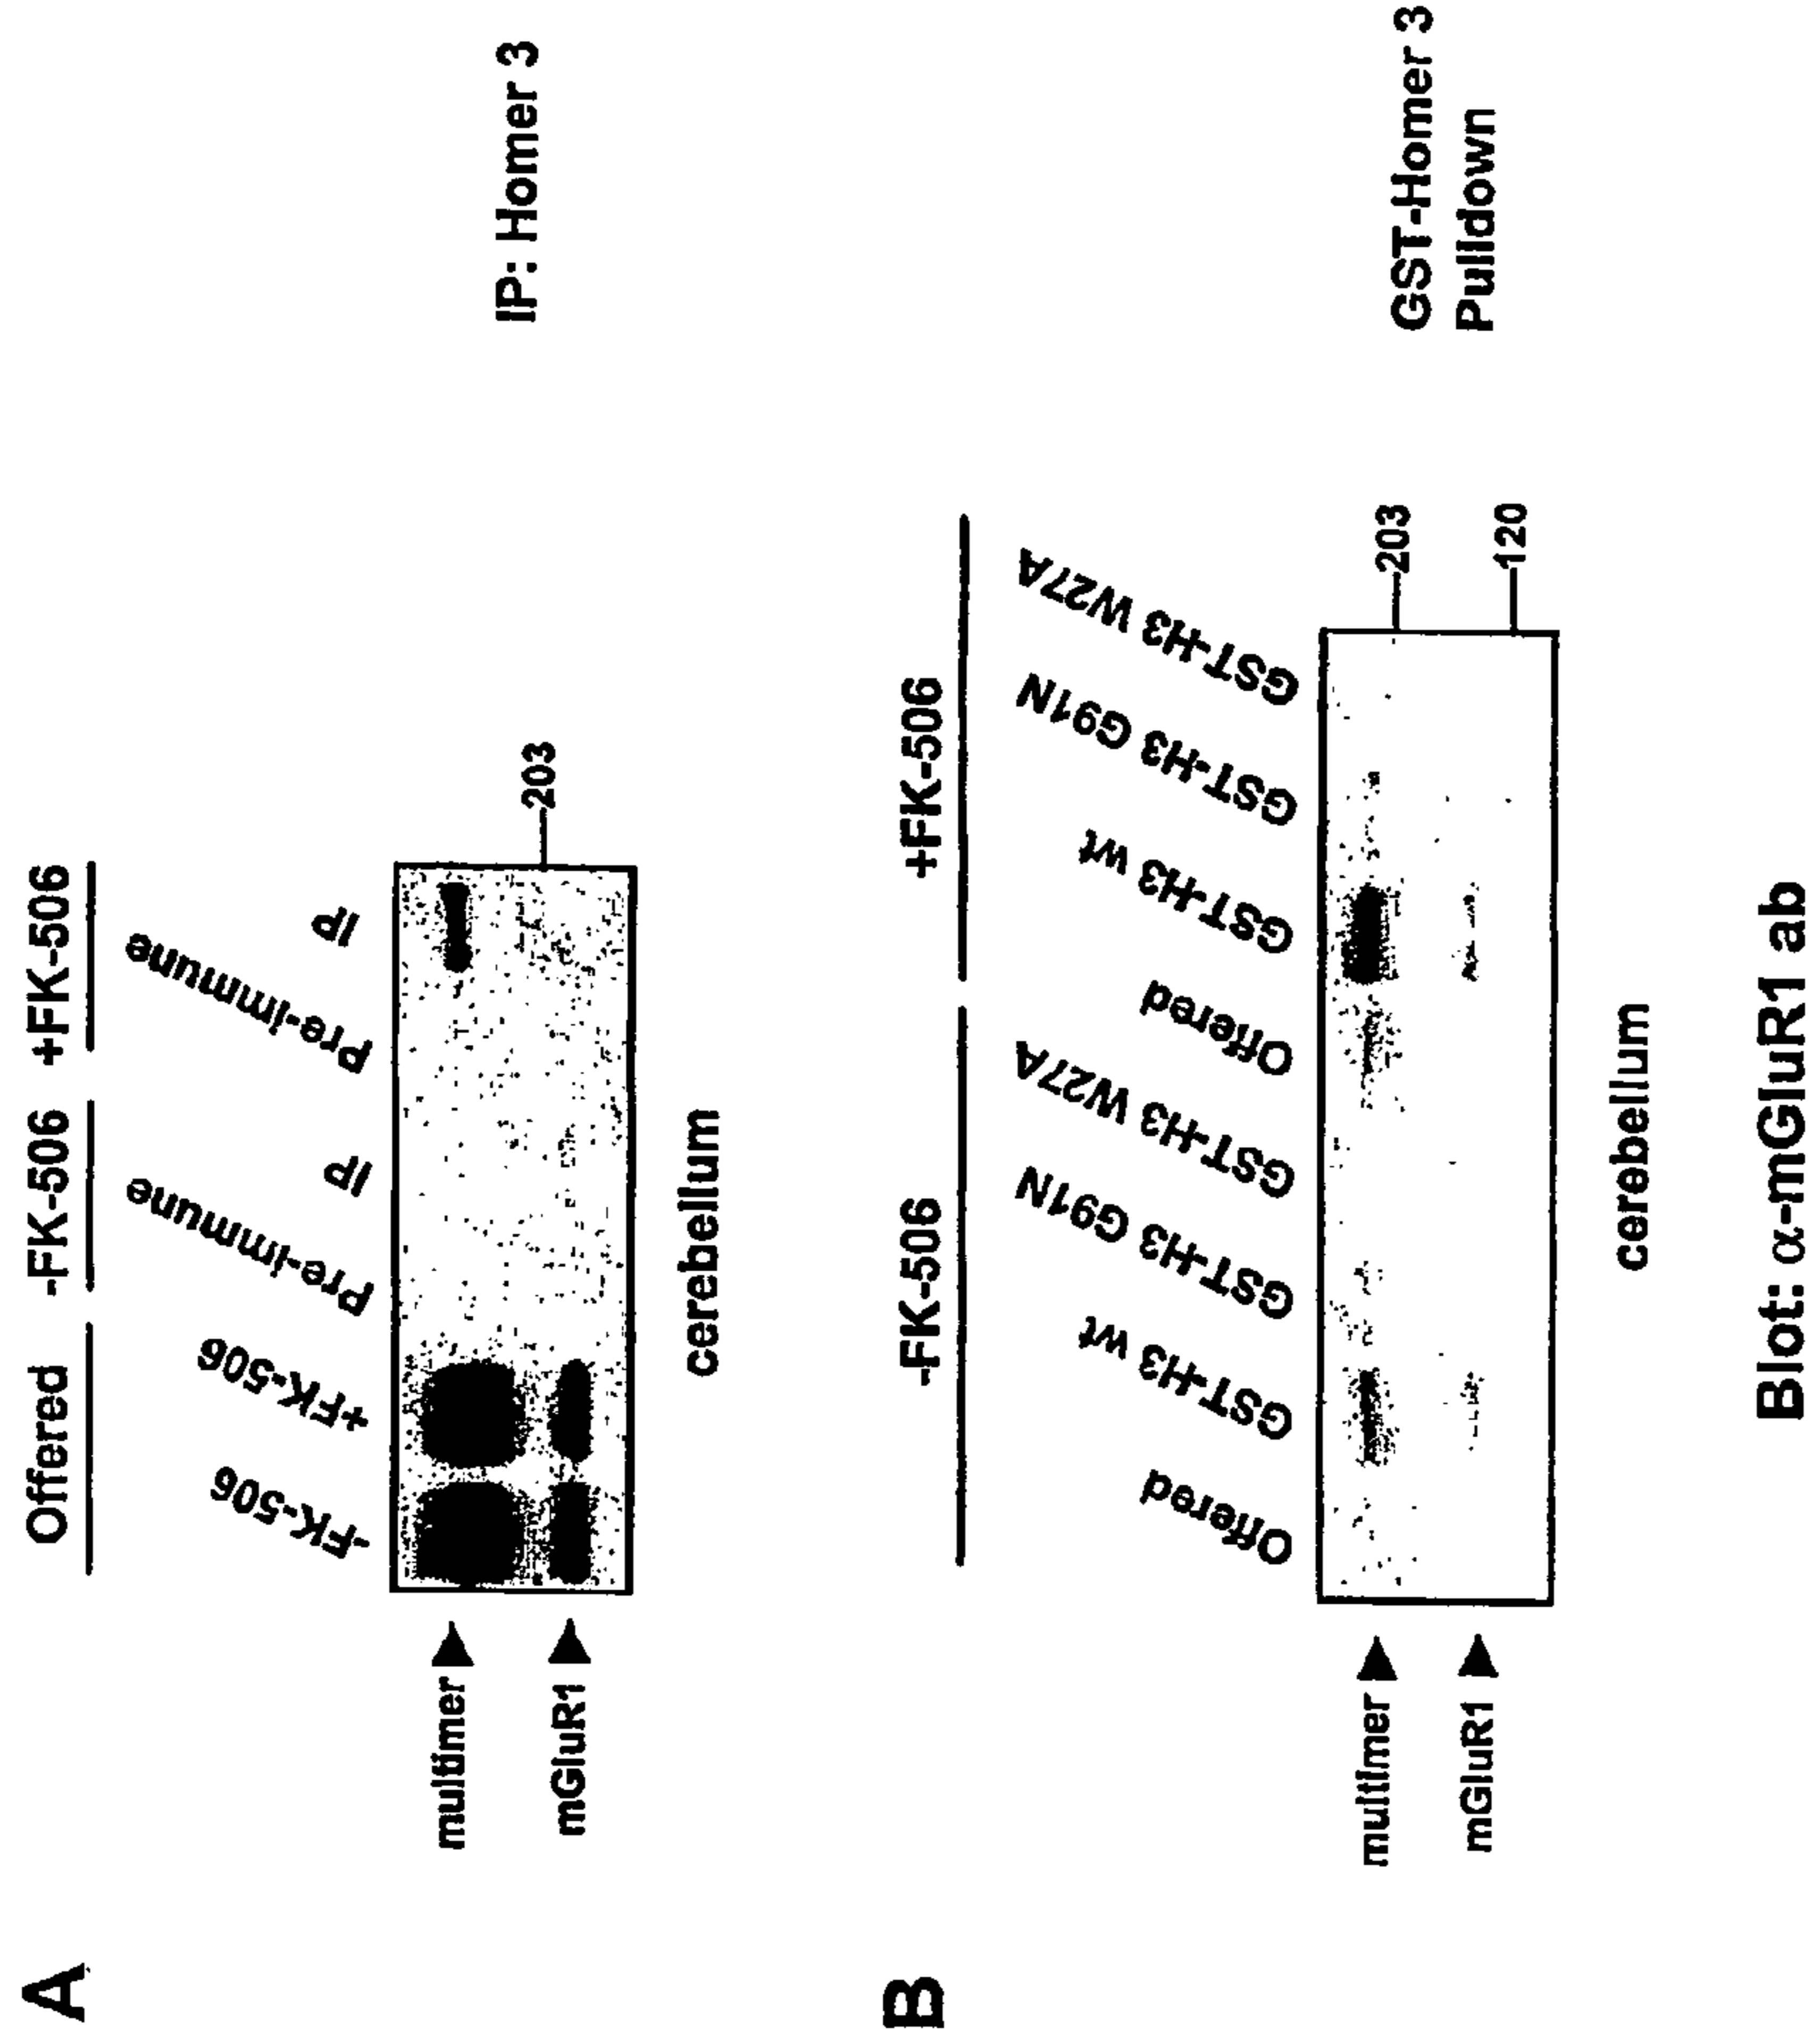 A
Offered -FK-506 +FK-506
-FK-506 +FK-506 Pre-immune IP Pre-immune IP
multimer
mGluR1
203
IP: Homer 3
cerebellum
B
-FK-506 +FK-506
Offered GST-H3 wt GST-H3 G91N GST-H3 W27A Offered GST-H3 wt GST-H3 G91N GST-H3 W27A
multimer
mGluR1
203
120
GST-Homer 3
Pulldown
cerebellum
Blot: α-mGluR1 ab